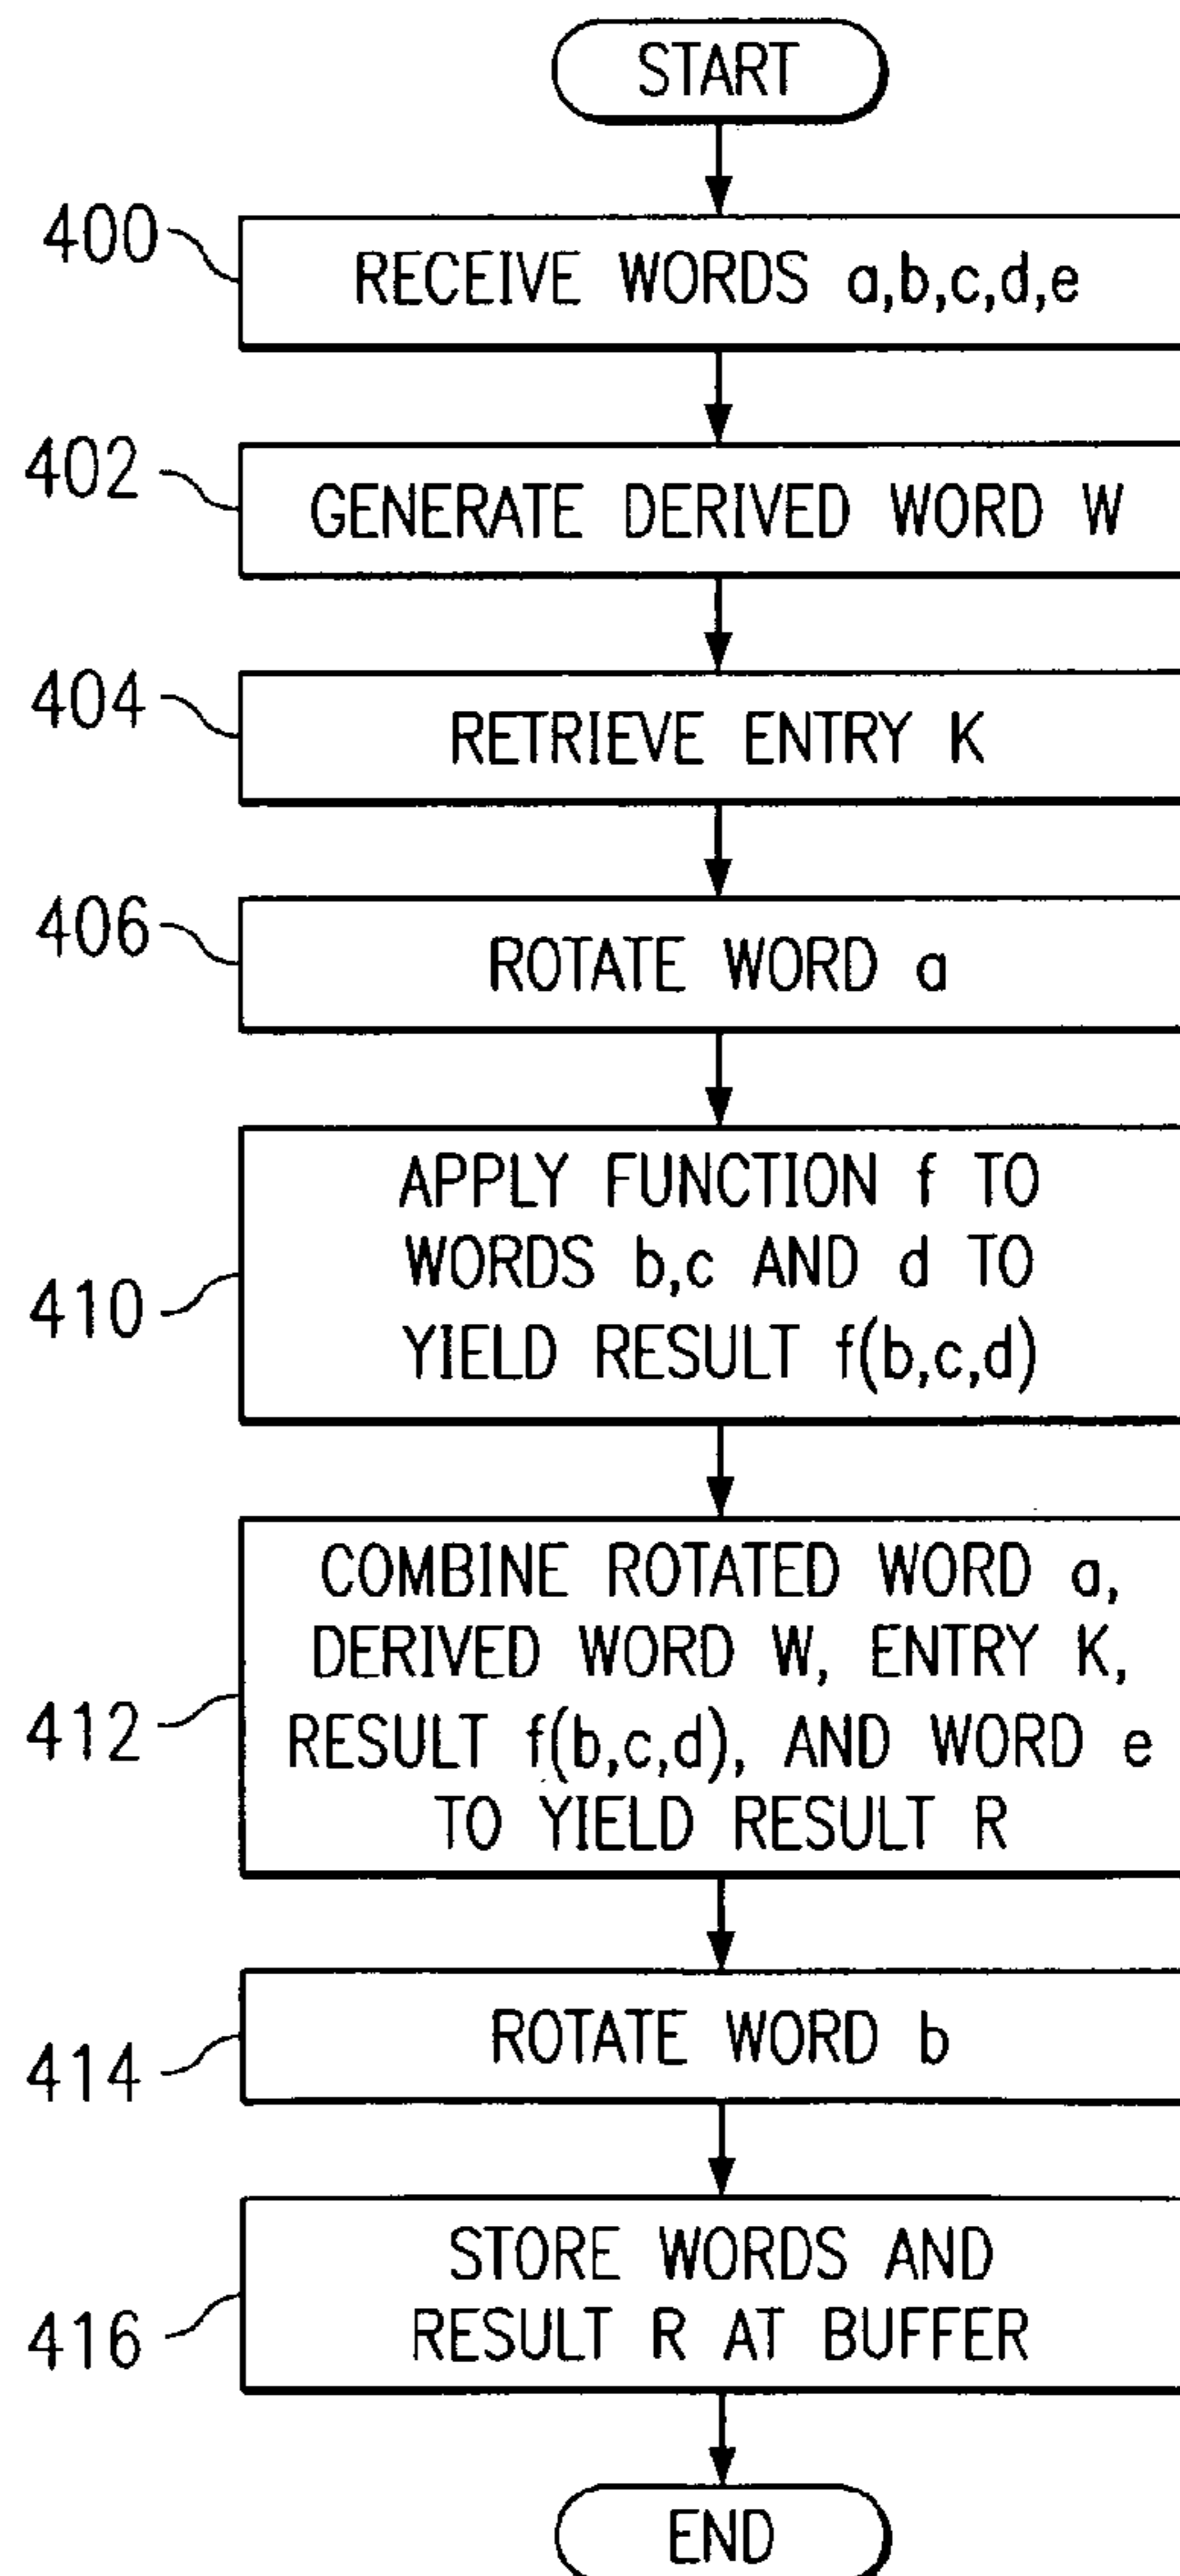 START
400
RECEIVE WORDS a,b,c,d,e
402
GENERATE DERIVED WORD W
404
RETRIEVE ENTRY K
406
ROTATE WORD a
410
APPLY FUNCTION f TO
WORDS b,c AND d TO
YIELD RESULT f(b,c,d)
412
COMBINE ROTATED WORD a,
DERIVED WORD W, ENTRY K,
RESULT f(b,c,d), AND WORD e
TO YIELD RESULT R
414
ROTATE WORD b
416
STORE WORDS AND
RESULT R AT BUFFER
END